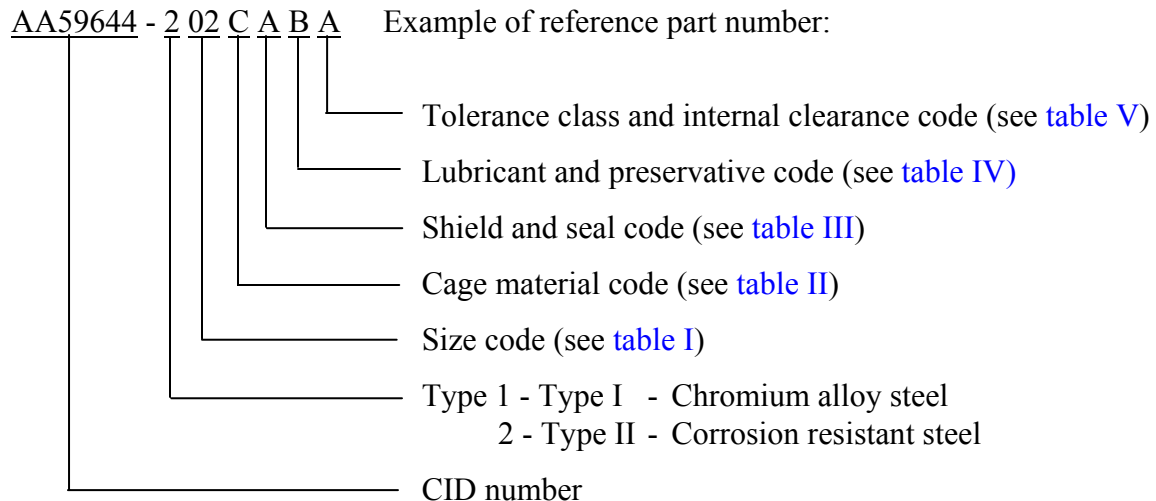 AA59644 - 2 02 C A B A Example of reference part number:
Tolerance class and internal clearance code (see table V)
Lubricant and preservative code (see table IV)
Shield and seal code (see table III)
Cage material code (see table II)
Size code (see table I)
Type 1 - Type I - Chromium alloy steel
2 - Type II - Corrosion resistant steel
CID number